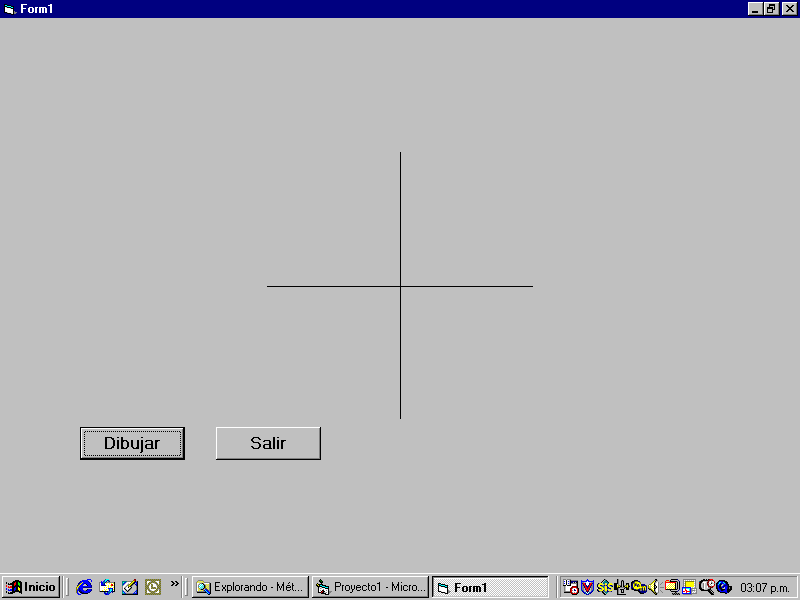 Form1
Dibujar
Salir
Inicio
»
Explorando - Mét...
Proyecto1 - Micro...
Form1
03:07 p.m.